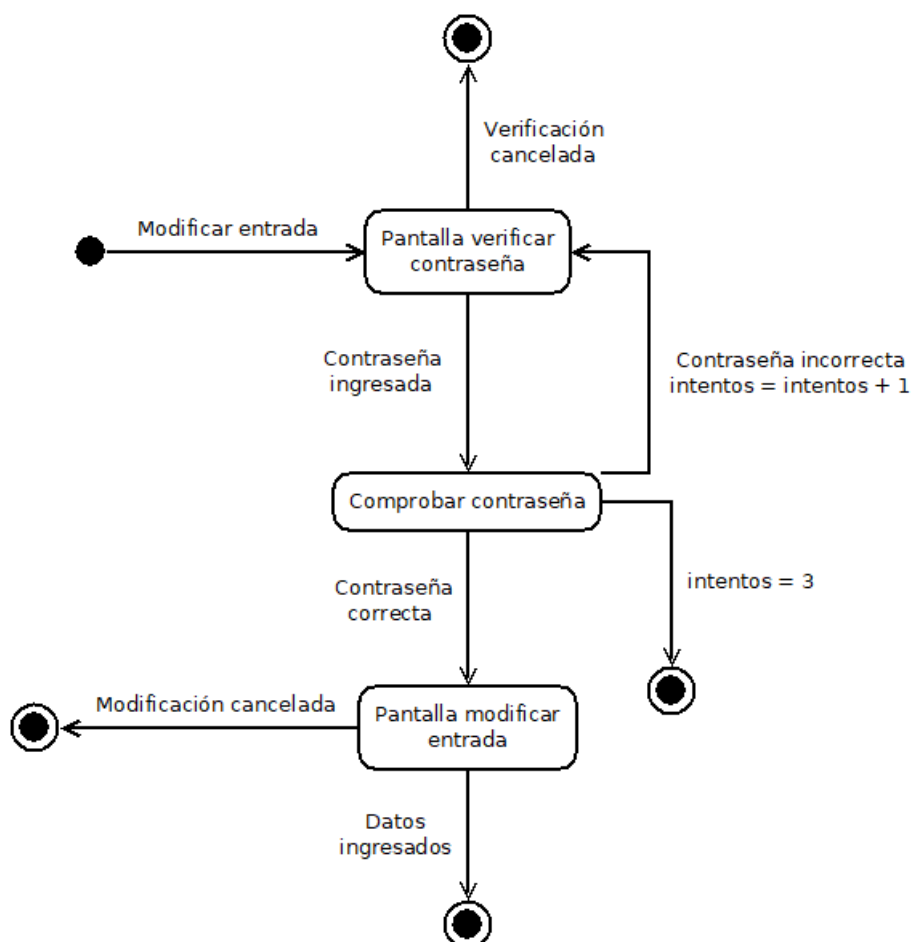 Verificación
cancelada
Modificar entrada
Pantalla verificar
contraseña
Contraseña
ingresada
Contraseña incorrecta
intentos = intentos + 1
Comprobar contraseña
Contraseña
correcta
intentos = 3
Modificación cancelada
Pantalla modificar
entrada
Datos
ingresados